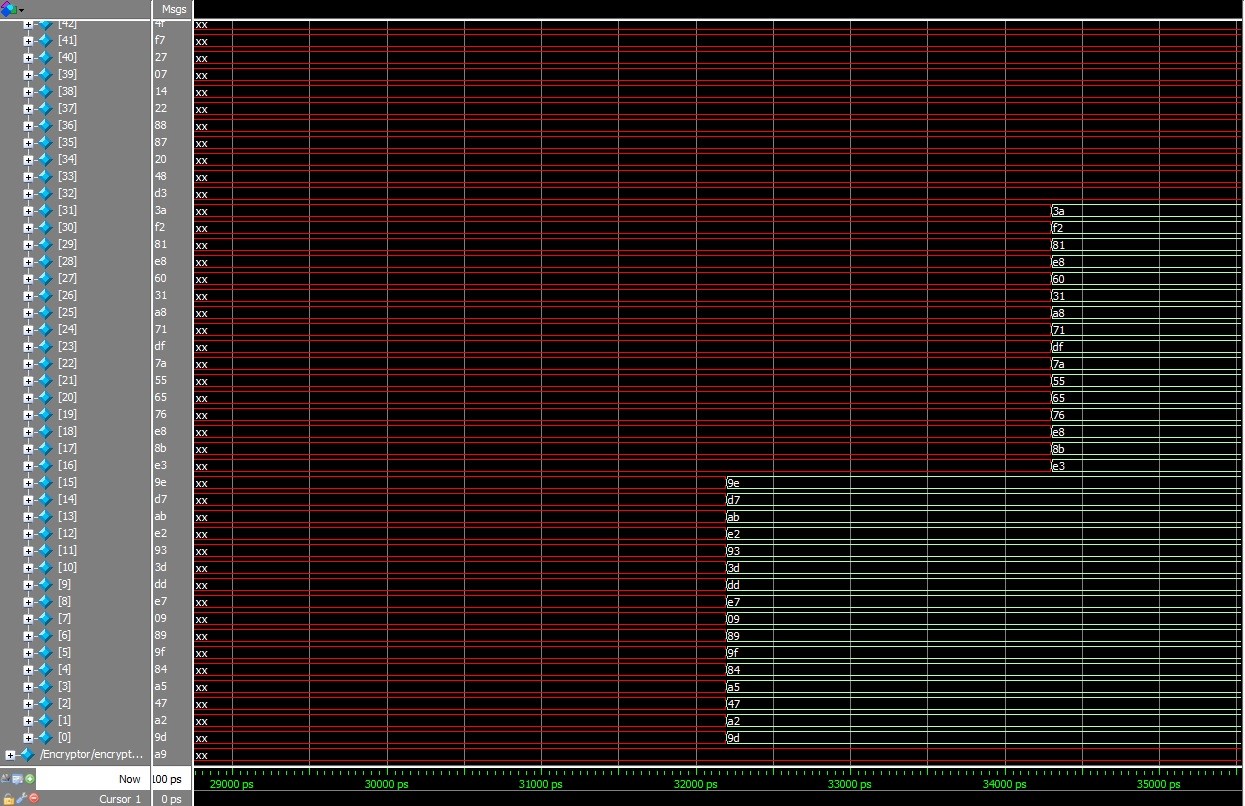 Msgs
[42] 4f xx
[41] f7 xx
[40] 27 xx
[39] 07 xx
[38] 14 xx
[37] 22 xx
[36] 88 xx
[35] 87 xx
[34] 20 xx
[33] 48 xx
[32] d3 xx
[31] 3a xx 3a
[30] f2 xx f2
[29] 81 xx 81
[28] e8 xx e8
[27] 60 xx 60
[26] 31 xx 31
[25] a8 xx a8
[24] 71 xx 71
[23] df xx df
[22] 7a xx 7a
[21] 55 xx 55
[20] 65 xx 65
[19] 76 xx 76
[18] e8 xx e8
[17] 8b xx 8b
[16] e3 xx e3
[15] 9e xx 9e
[14] d7 xx d7
[13] ab xx ab
[12] e2 xx e2
[11] 93 xx 93
[10] 3d xx 3d
[9] dd xx dd
[8] e7 xx e7
[7] 09 xx 09
[6] 89 xx 89
[5] 9f xx 9f
[4] 84 xx 84
[3] a5 xx a5
[2] 47 xx 47
[1] a2 xx a2
[0] 9d xx 9d
/Encryptor/encrypt... a9 xx
Now 100 ps 29000 ps 30000 ps 31000 ps 32000 ps 33000 ps 34000 ps 35000 ps
Cursor 1 0 ps